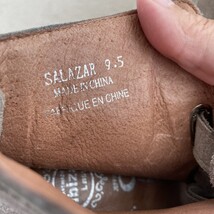 SALAZAR 9.5
MADE IN CHINA
FABRIQUE EN CHINE